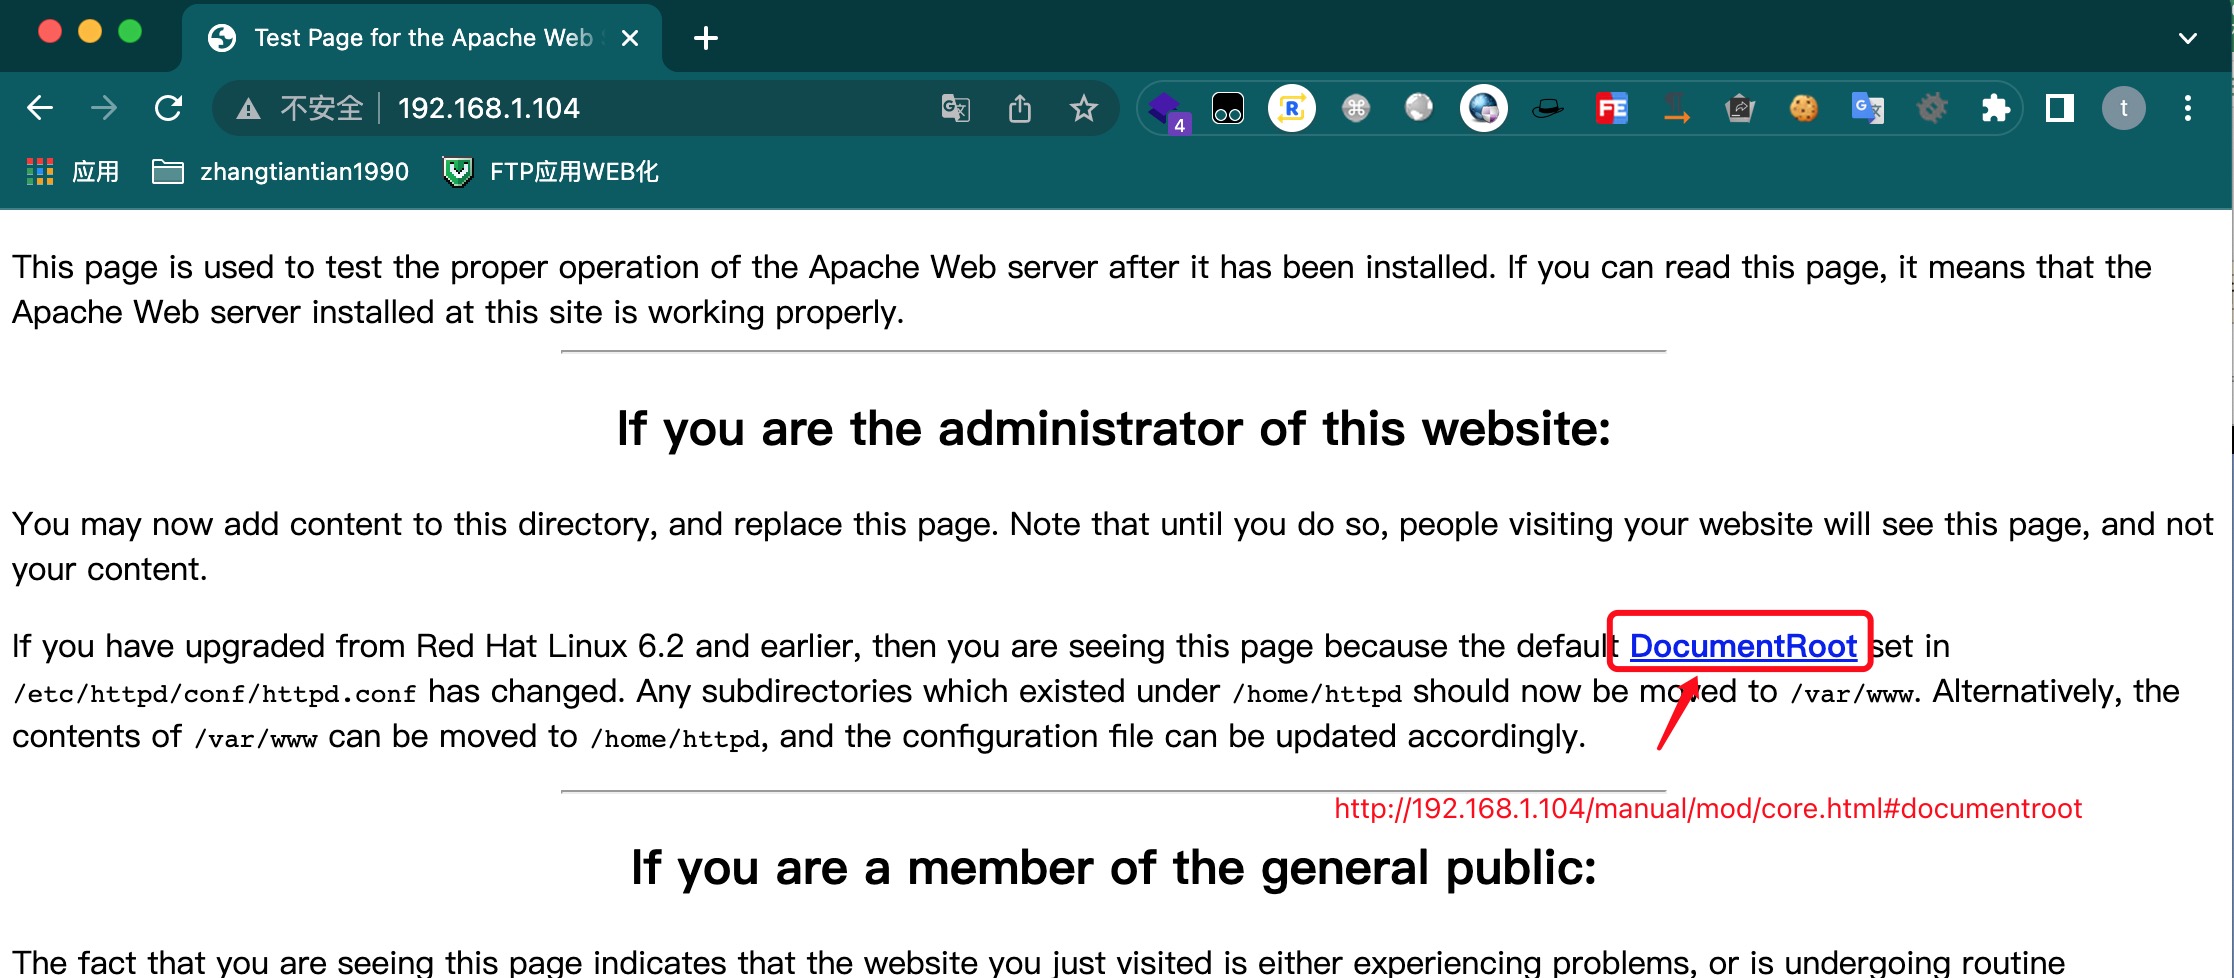 Test Page for the Apache Web
不安全 192.168.1.104
4
R
FE
G
t
应用 zhangtiantian1990 FTP应用WEB化
This page is used to test the proper operation of the Apache Web server after it has been installed. If you can read this page, it means that the
Apache Web server installed at this site is working properly.
If you are the administrator of this website:
You may now add content to this directory, and replace this page. Note that until you do so, people visiting your website will see this page, and not
your content.
If you have upgraded from Red Hat Linux 6.2 and earlier, then you are seeing this page because the default DocumentRoot set in
/etc/httpd/conf/httpd.conf has changed. Any subdirectories which existed under /home/httpd should now be moved to /var/www. Alternatively, the
contents of /var/www can be moved to /home/httpd, and the configuration file can be updated accordingly.
http://192.168.1.104/manual/mod/core.html#documentroot
If you are a member of the general public:
The fact that you are seeing this page indicates that the website you just visited is either experiencing problems, or is undergoing routine